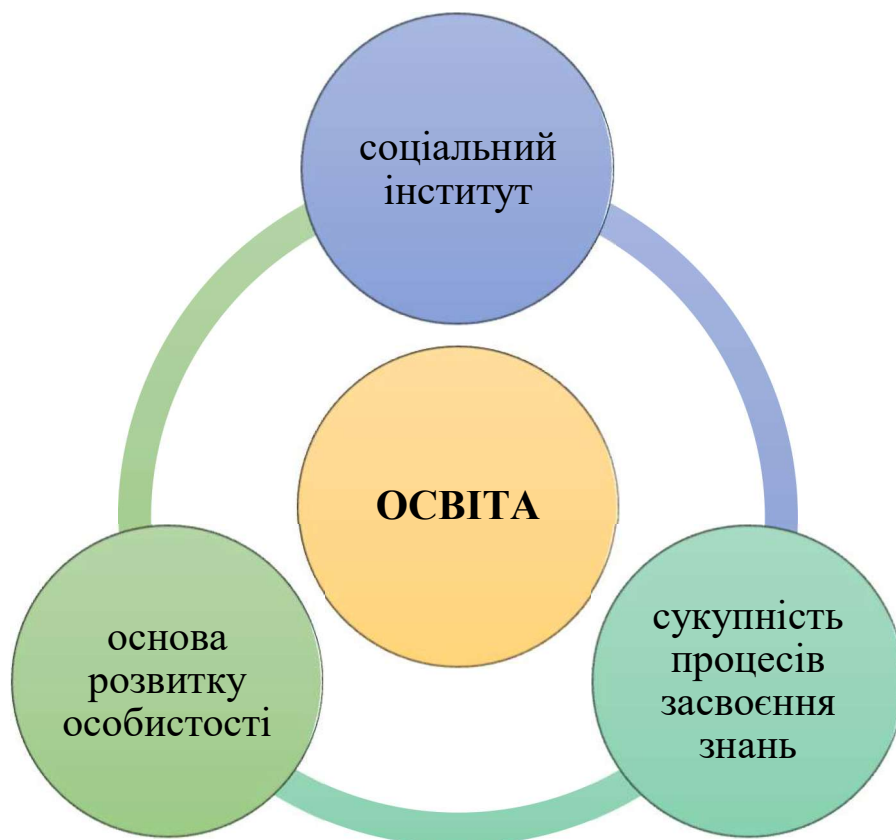 соціальний
інститут
ОСВІТА
основа
розвитку
особистості
сукупність
процесів
засвоєння
знань